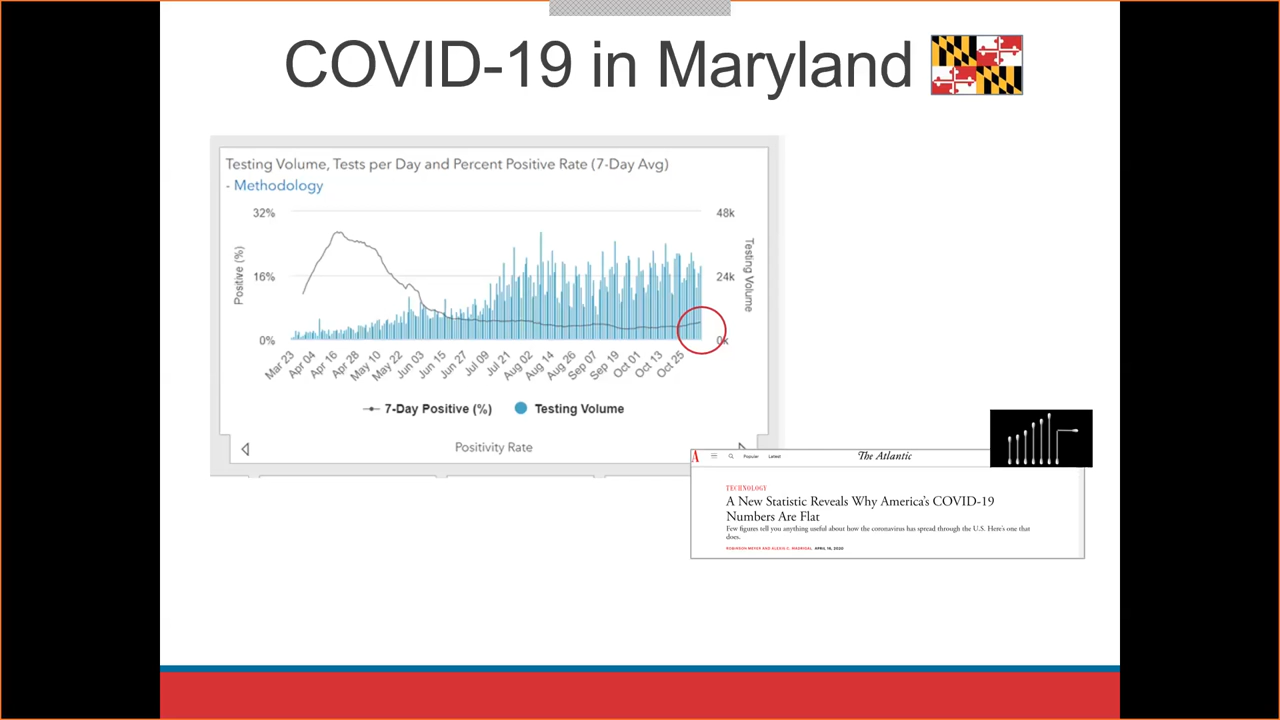 COVID-19 in Maryland
Testing Volume, Tests per Day and Percent Positive Rate (7-Day Avg)
- Methodology
32%
48k
16%
24k
0%
0k
Positive (%)
Testing Volume
Mar 23
Apr 04
Apr 16
Apr 28
May 10
May 22
Jun 03
Jun 15
Jun 27
Jul 09
Jul 21
Aug 02
Aug 14
Aug 26
Sep 07
Sep 19
Oct 01
Oct 13
Oct 25
7-Day Positive (%)
Testing Volume
Positivity Rate
A
Popular
Latest
The Atlantic
TECHNOLOGY
A New Statistic Reveals Why America's COVID-19
Numbers Are Flat
Few figures tell you anything useful about how the coronavirus has spread through the U.S. Here's one that
does.
ROBINSON MEYER AND ALEXIS C. MADRIGAL APRIL 16, 2020